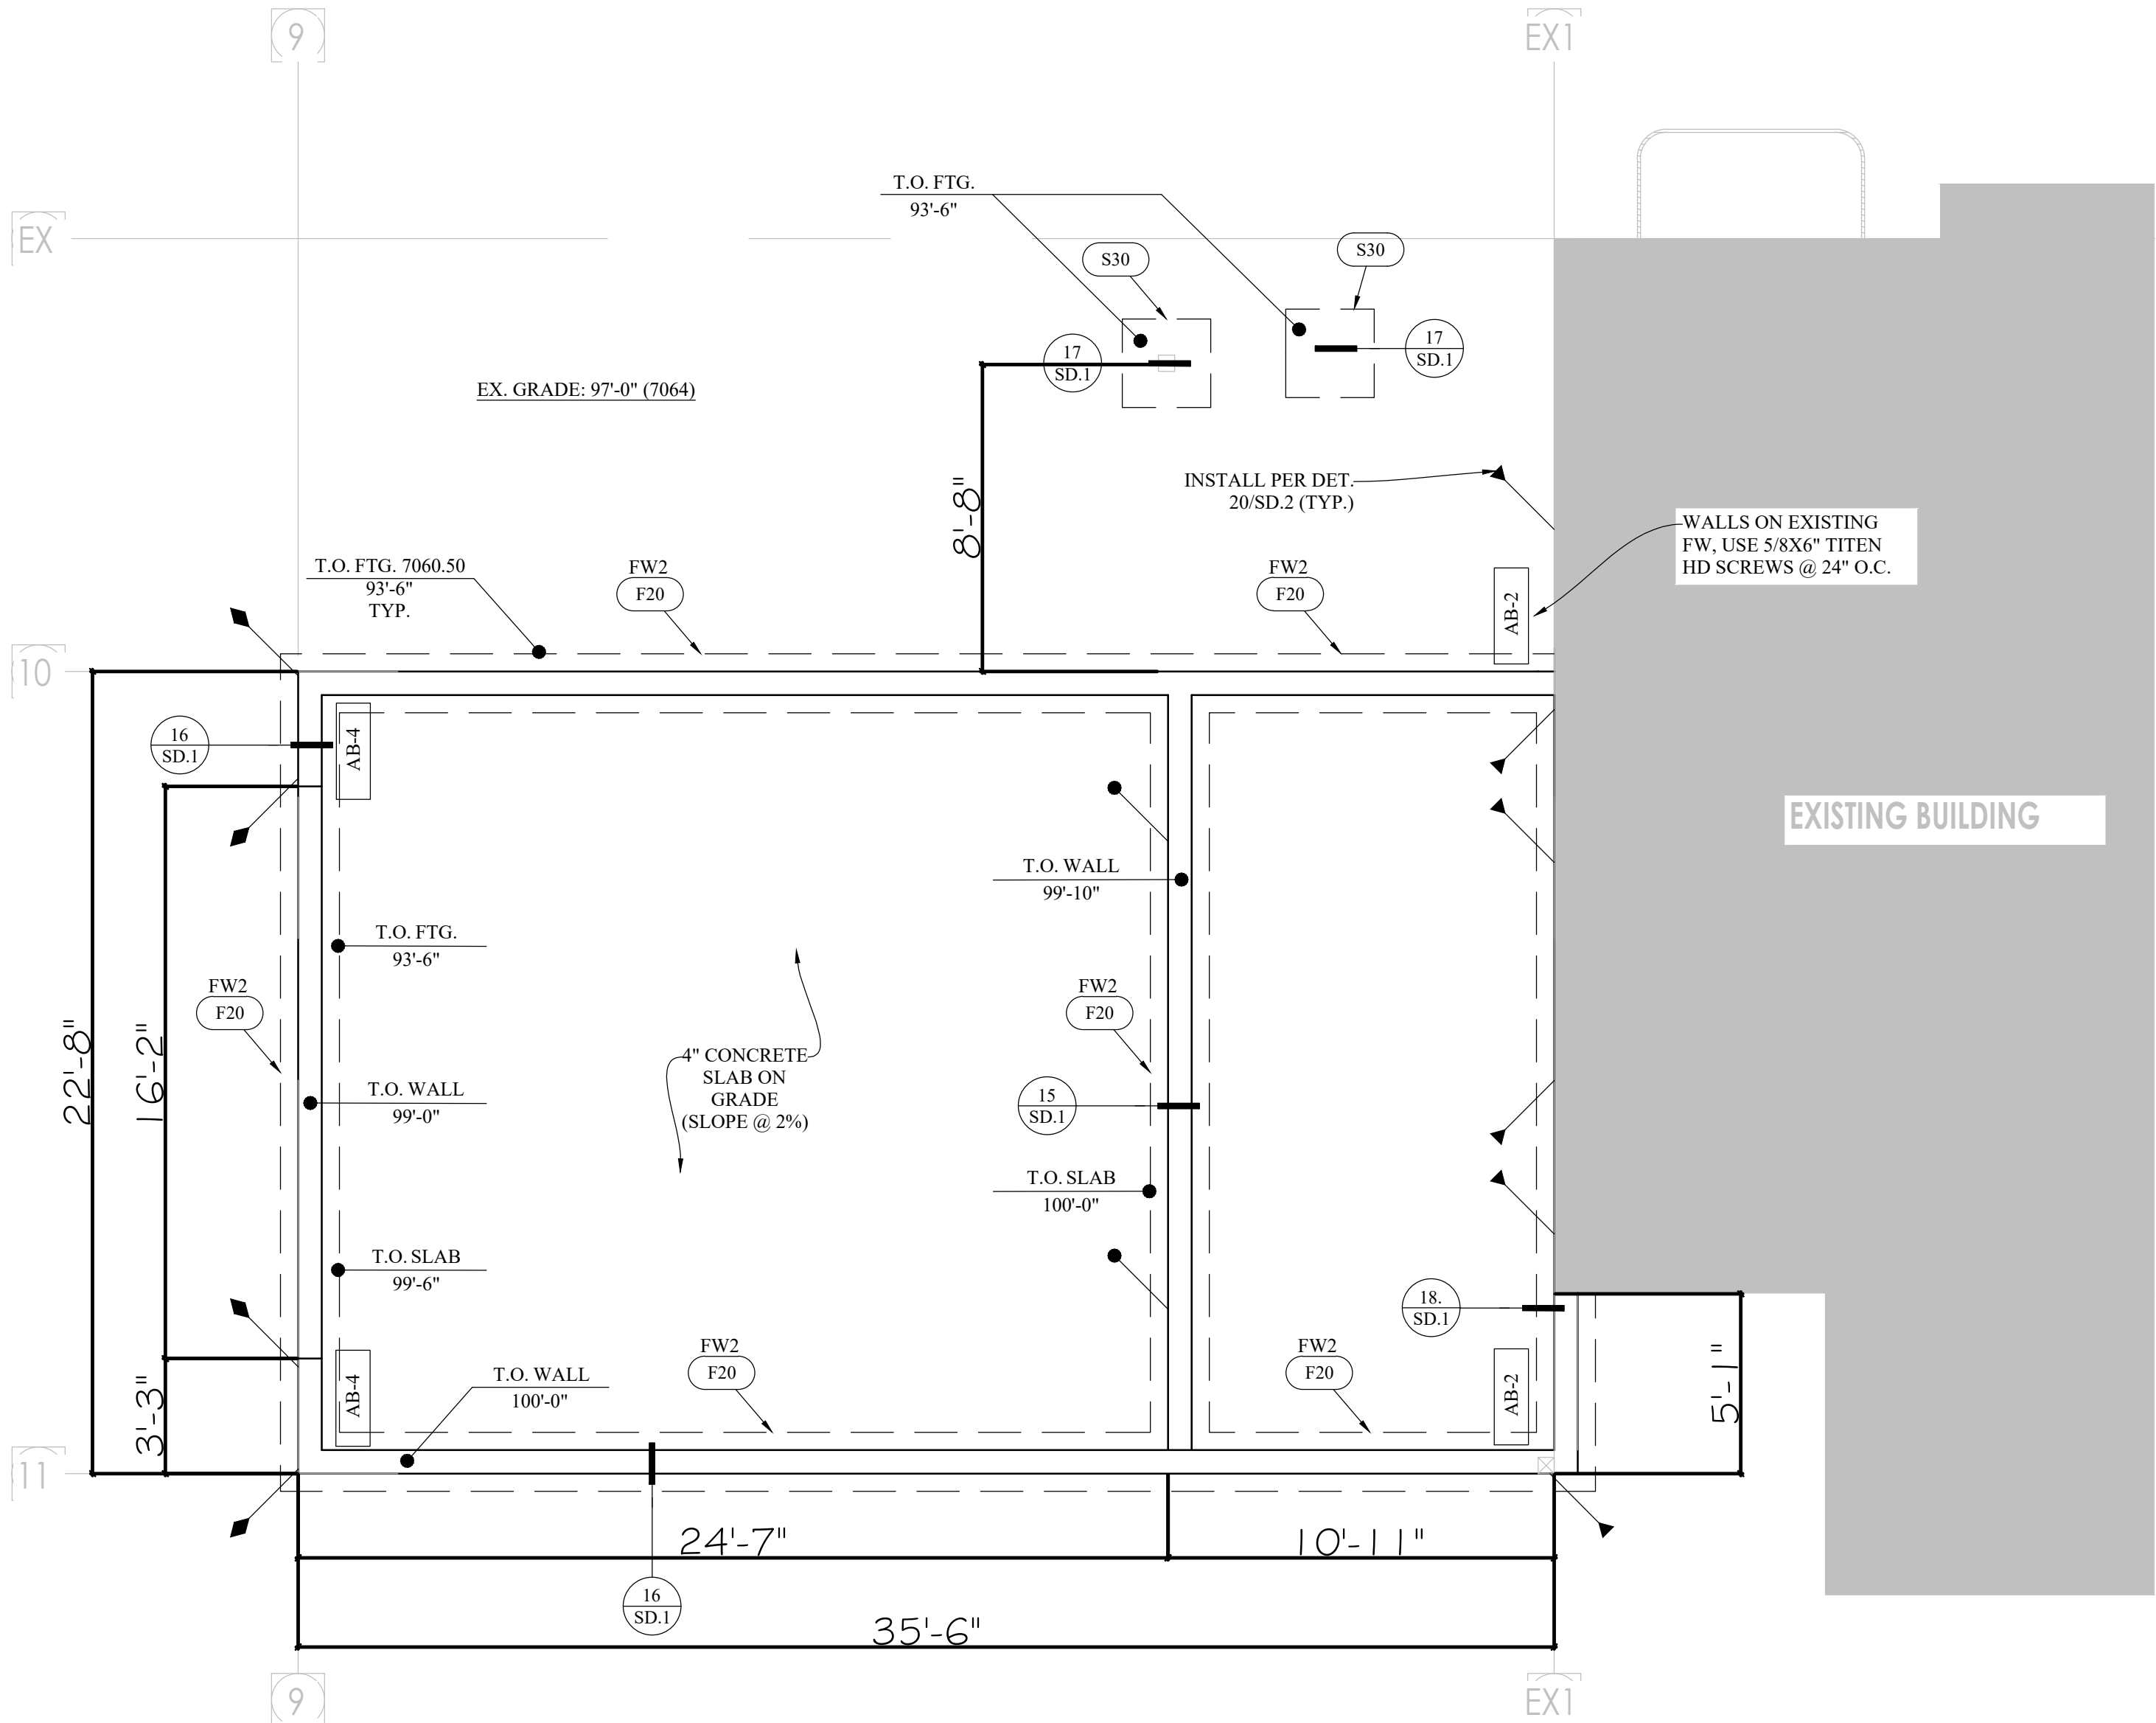 9
EX1
T.O. FTG.
93'-6"
EX
S30
S30
17
SD.1
17
SD.1
EX. GRADE: 97'-0" (7064)
INSTALL PER DET.
20/SD.2 (TYP.)
8'-8"
WALLS ON EXISTING
FW, USE 5/8X6" TITEN
HD SCREWS @ 24" O.C.
T.O. FTG. 7060.50
93'-6"
TYP.
FW2
F20
FW2
F20
AB-2
10
16
SD.1
AB-4
EXISTING BUILDING
T.O. WALL
99'-10"
T.O. FTG.
93'-6"
FW2
F20
FW2
F20
22'-8"
16'-2"
4" CONCRETE
SLAB ON
GRADE
(SLOPE @ 2%)
T.O. WALL
99'-0"
15
SD.1
T.O. SLAB
100'-0"
T.O. SLAB
99'-6"
18.
SD.1
FW2
F20
FW2
F20
T.O. WALL
100'-0"
AB-4
AB-2
3'-3"
5'-1"
11
24'-7"
10'-11"
16
SD.1
35'-6"
9
EX1